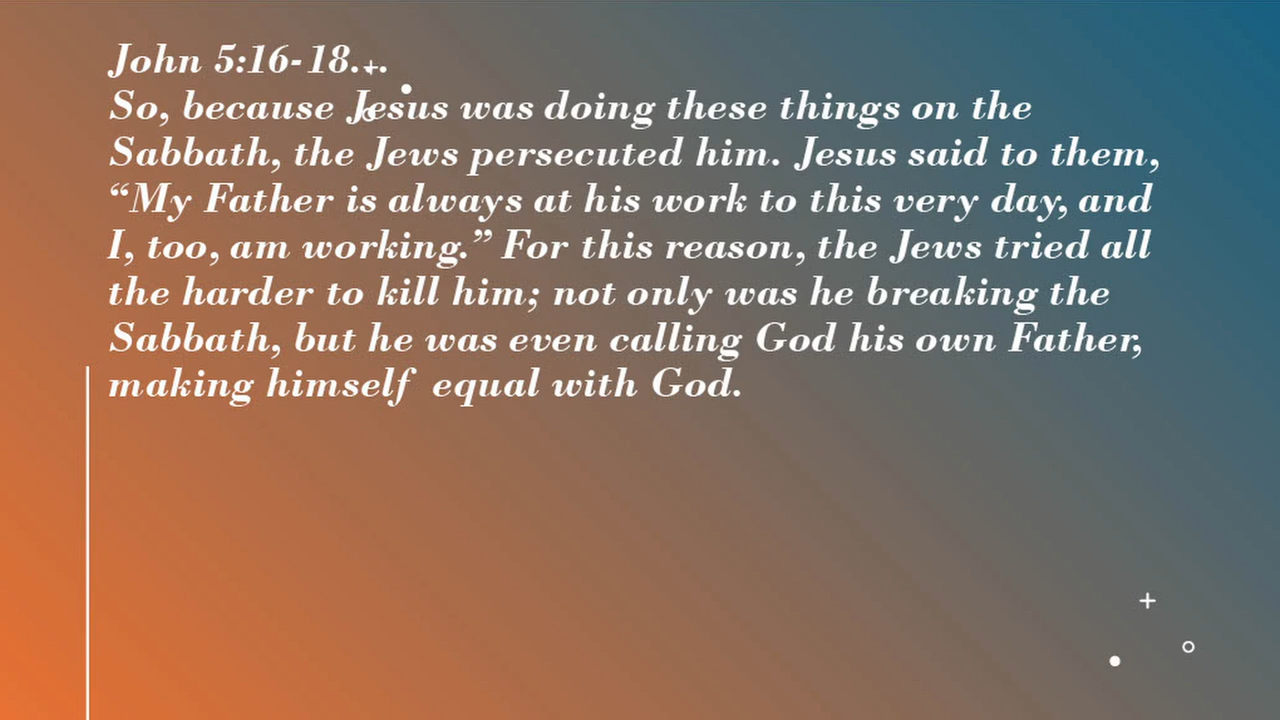 John 5:16-18...
So, because Jesus was doing these things on the
Sabbath, the Jews persecuted him. Jesus said to them,
“My Father is always at his work to this very day, and
I, too, am working.” For this reason, the Jews tried all
the harder to kill him; not only was he breaking the
Sabbath, but he was even calling God his own Father,
making himself equal with God.